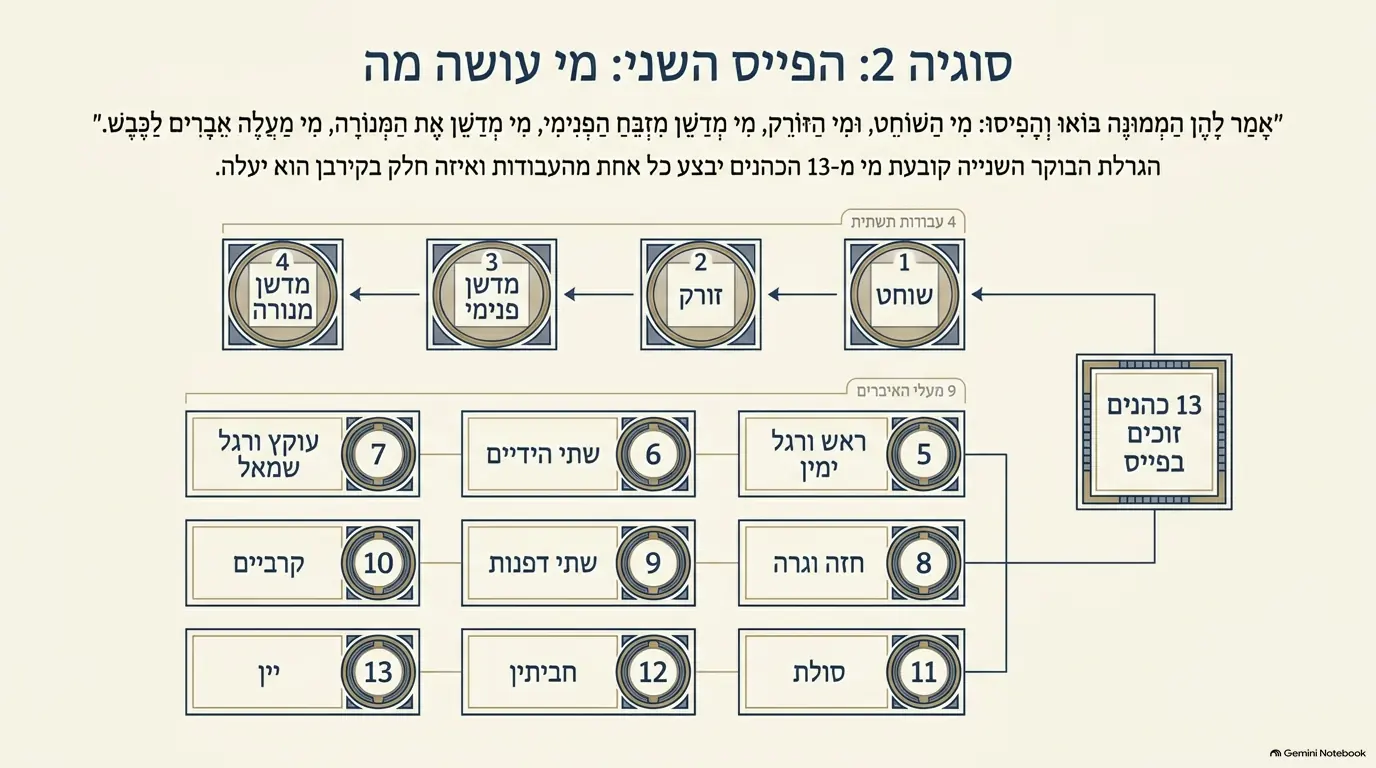 סוגיה 2: הפייס השני: מי עושה מה
"אָמַר לָהֶן הַמְמוּנֶּה בּוֹאוּ וְהָפִיסוּ: מִי הַשּׁוֹחֵט, וּמִי הַזּוֹרֵק, מִי מְדַשֵּׁן מִזְבֵּחַ הַפְּנִימִי, מִי מְדַשֵּׁן אֶת הַמְּנוֹרָה, מִי מַעֲלֶה אֵבָרִים לַכֶּבֶשׁ."
הגרלת הבוקר השנייה קובעת מי מ-13 הכהנים יבצע כל אחת מהעבודות ואיזה חלק בקירבן הוא יעלה.
4 עבודות תשתית
1
שוחט
2
זורק
3
מדשן
פנימי
4
מדשן
מנורה
13 כהנים
זוכים
בפייס
9 מעלי האיברים
5
ראש ורגל
ימין
6
שתי הידיים
7
עוקץ ורגל
שמאל
8
חזה וגרה
9
שתי דפנות
10
קרביים
11
סולת
12
חביתין
13
יין
Gemini Notebook